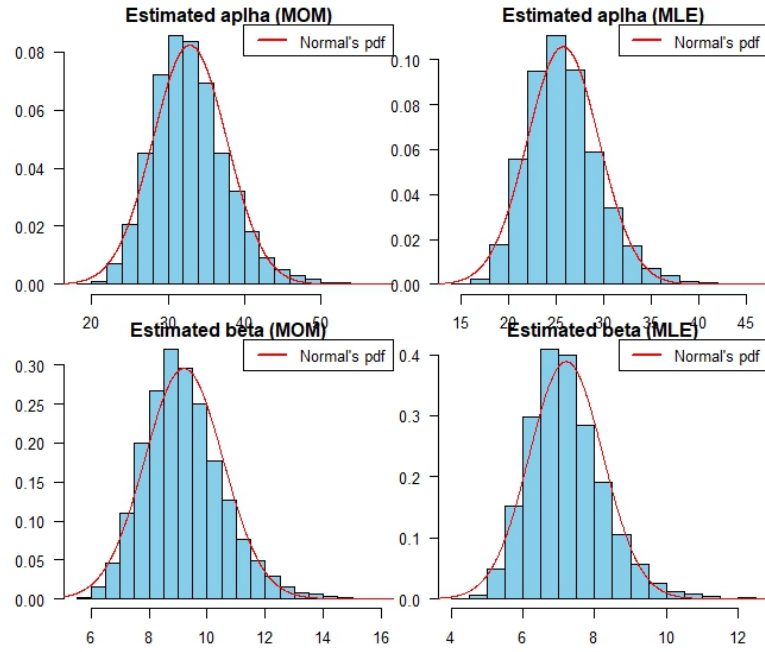 Estimated aplha (MOM)
Normal's pdf
0.08
0.06
0.04
0.02
0.00
20 30 40 50
Estimated aplha (MLE)
Normal's pdf
0.10
0.08
0.06
0.04
0.02
0.00
15 20 25 30 35 40 45
Estimated beta (MOM)
Normal's pdf
0.30
0.25
0.20
0.15
0.10
0.05
0.00
6 8 10 12 14 16
Estimated beta (MLE)
Normal's pdf
0.4
0.3
0.2
0.1
0.0
4 6 8 10 12